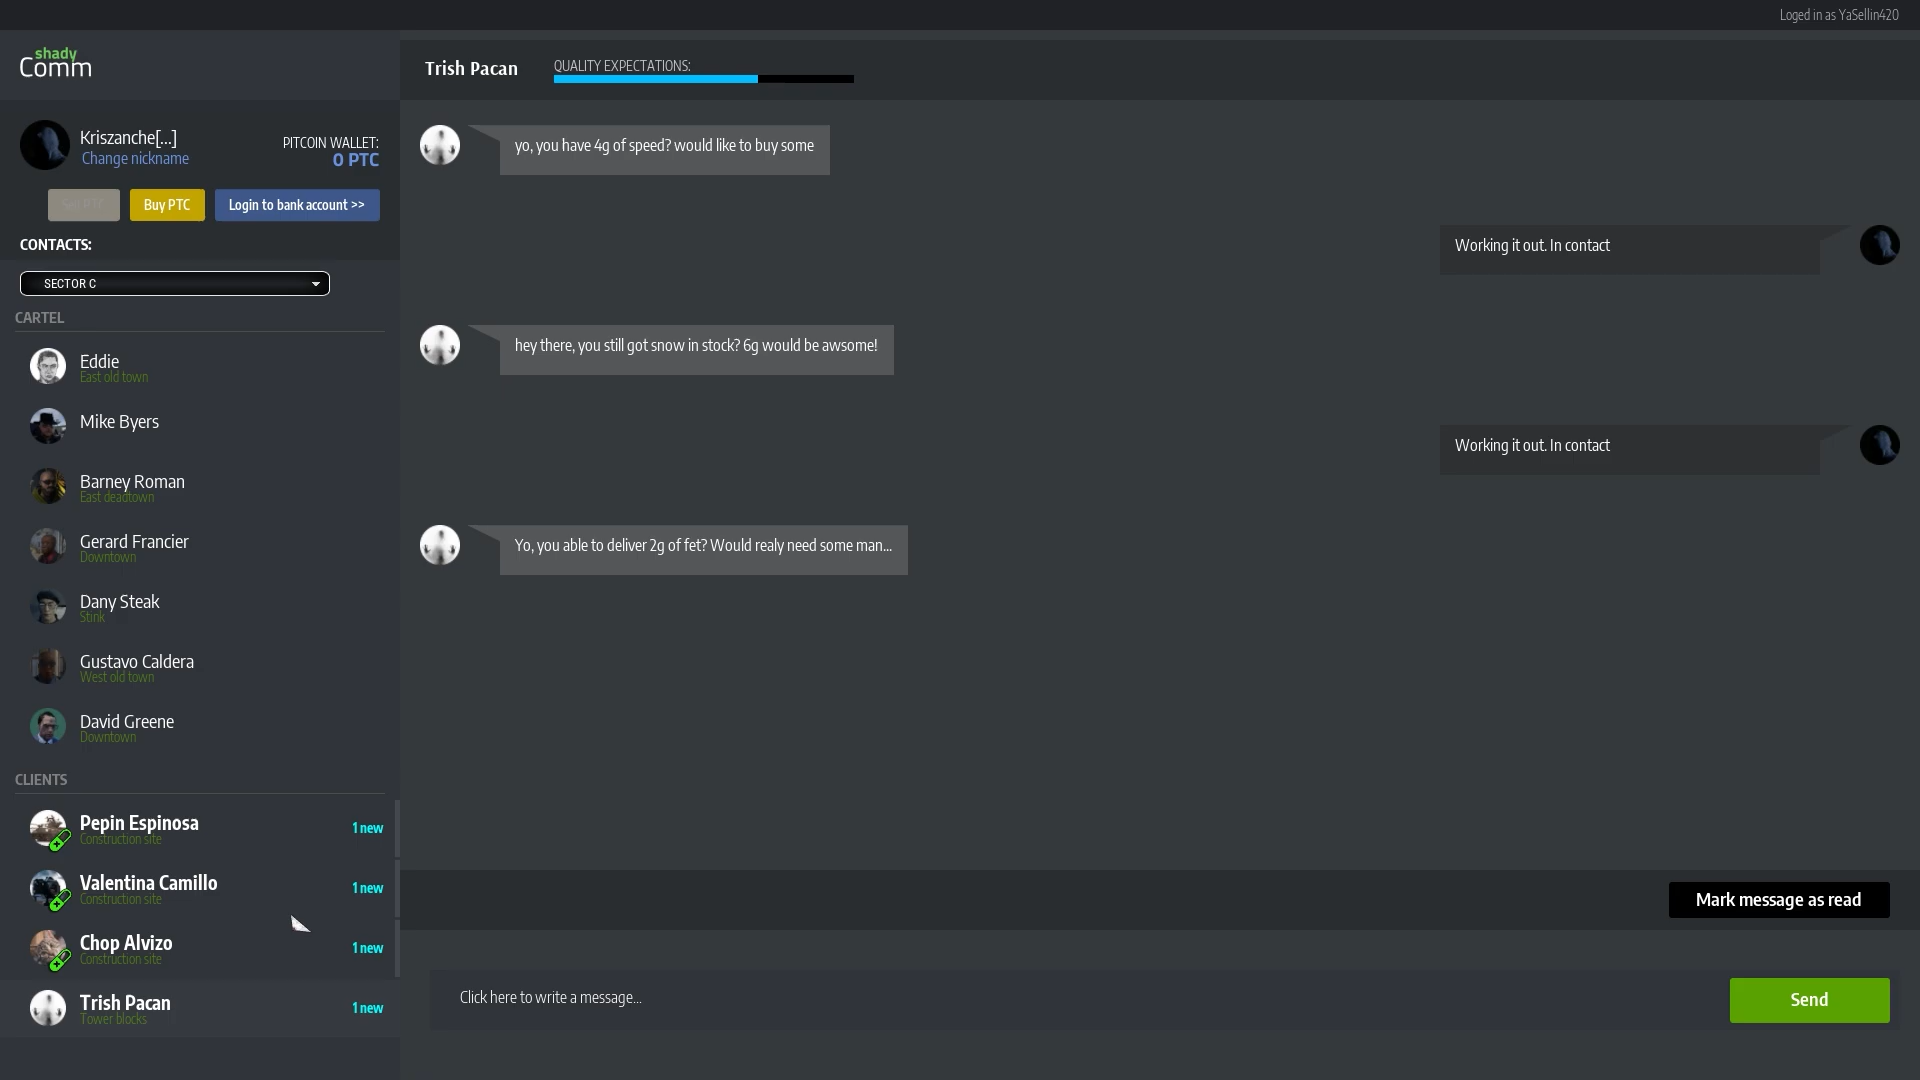 Loged in as YaSellin420
shady
Comm
Trish Pacan
QUALITY EXPECTATIONS:
Kriszanche[...]
Change nickname
PITCOIN WALLET:
0 PTC
Sell PTC
Buy PTC
Login to bank account >>
CONTACTS:
SECTOR C
CARTEL
Eddie
East old town
Mike Byers
Barney Roman
East deadtown
Gerard Francier
Downtown
Dany Steak
Stink
Gustavo Caldera
West old town
David Greene
Downtown
CLIENTS
Pepin Espinosa
Construction site
1 new
Valentina Camillo
Construction site
1 new
Chop Alvizo
Construction site
1 new
Trish Pacan
Tower blocks
1 new
yo, you have 4g of speed? would like to buy some
Working it out. In contact
hey there, you still got snow in stock? 6g would be awsome!
Working it out. In contact
Yo, you able to deliver 2g of fet? Would realy need some man...
Mark message as read
Click here to write a message...
Send